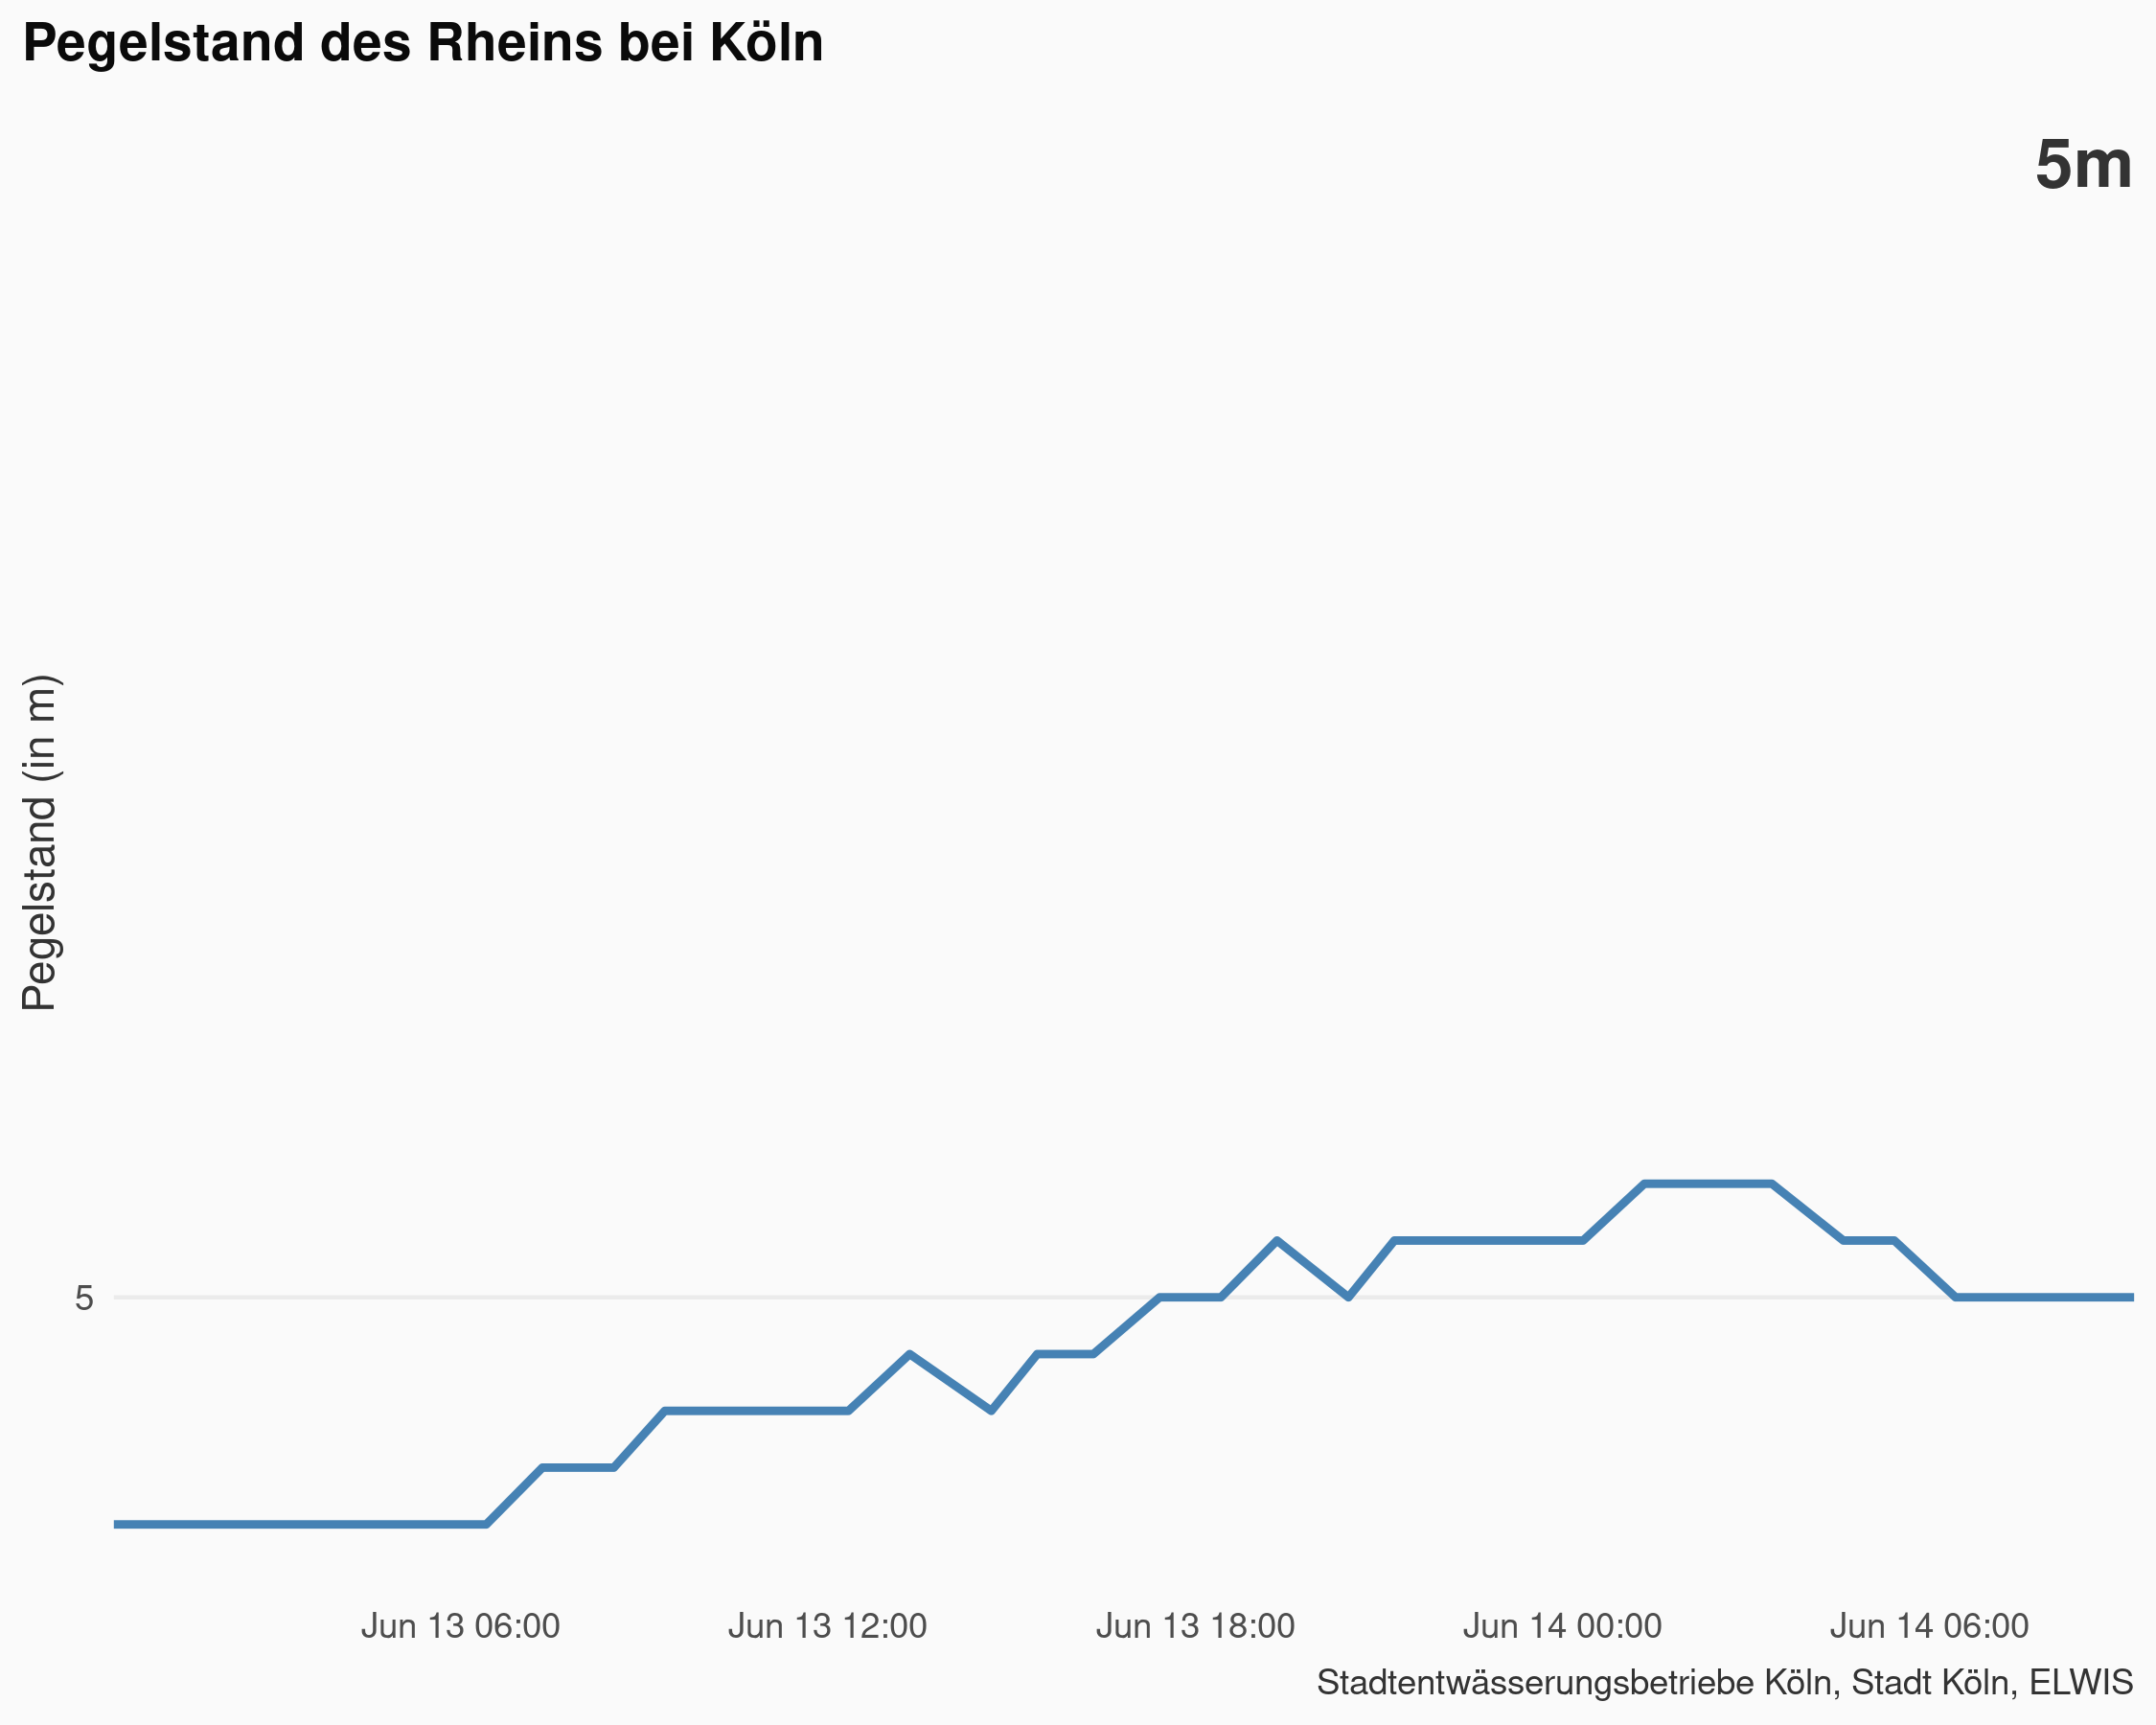 Pegelstand des Rheins bei Köln
5m
Pegelstand (in m)
5
Jun 13 06:00 Jun 13 12:00 Jun 13 18:00 Jun 14 00:00 Jun 14 06:00
Stadtentwässerungsbetriebe Köln, Stadt Köln, ELWIS